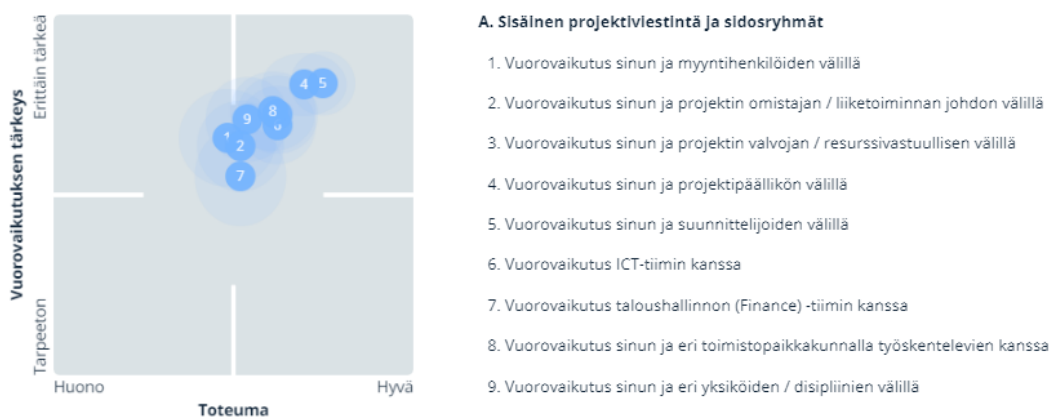 Vuorovaikutuksen tärkeys
Erittäin tärkeä
Tarpeeton
4 5
8
9
1
2
7
Huono Hyvä
Toteuma
A. Sisäinen projektiviestintä ja sidosryhmät
1. Vuorovaikutus sinun ja myyntihenkilöiden välillä
2. Vuorovaikutus sinun ja projektin omistajan / liiketoiminnan johdon välillä
3. Vuorovaikutus sinun ja projektin valvojan / resurssivastuullisen välillä
4. Vuorovaikutus sinun ja projektipäällikön välillä
5. Vuorovaikutus sinun ja suunnittelijoiden välillä
6. Vuorovaikutus ICT-tiimin kanssa
7. Vuorovaikutus taloushallinnon (Finance) -tiimin kanssa
8. Vuorovaikutus sinun ja eri toimistopaikkakunnalla työskentelevien kanssa
9. Vuorovaikutus sinun ja eri yksiköiden / disipliinien välillä